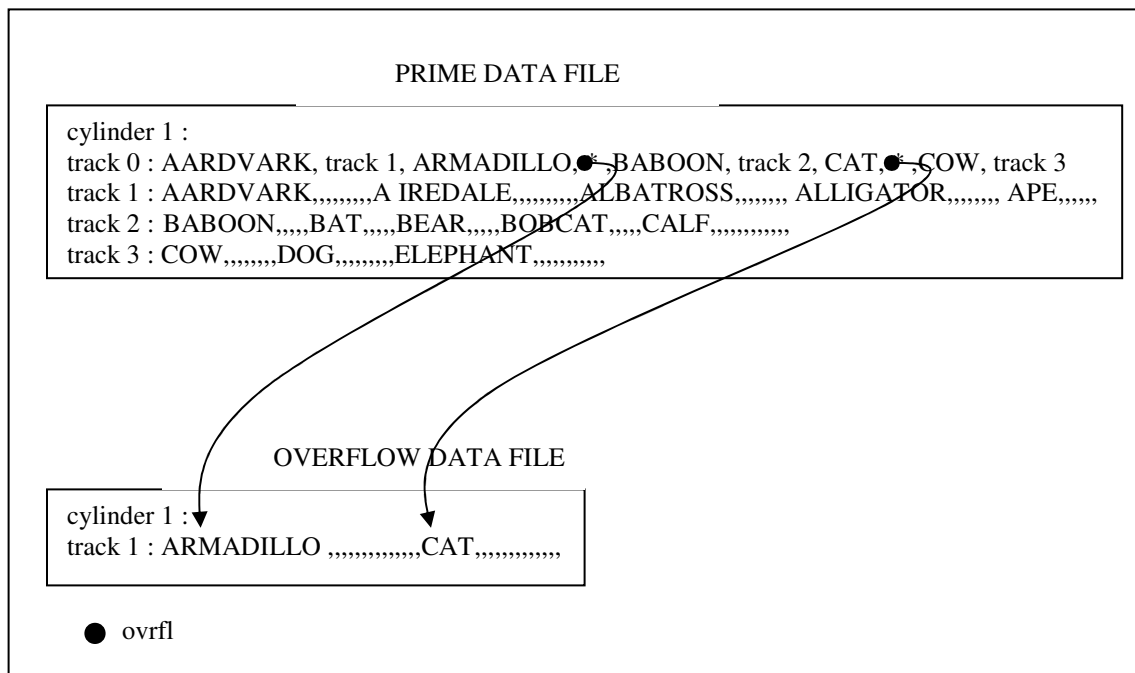 PRIME DATA FILE
cylinder 1 :
track 0 : AARDVARK, track 1, ARMADILLO,* ,BABOON, track 2, CAT,* ,COW, track 3
track 1 : AARDVARK,,,,,,,,,A IREDALE,,,,,,,,,,ALBATROSS,,,,,,,, ALLIGATOR,,,,,,,, APE,,,,,,
track 2 : BABOON,,,,,BAT,,,,,BEAR,,,,,BOBCAT,,,,,CALF,,,,,,,,,,,,
track 3 : COW,,,,,,,,DOG,,,,,,,,,ELEPHANT,,,,,,,,,,,
OVERFLOW DATA FILE
cylinder 1 :
track 1 : ARMADILLO ,,,,,,,,,,,,,,CAT,,,,,,,,,,,,,
ovrfl